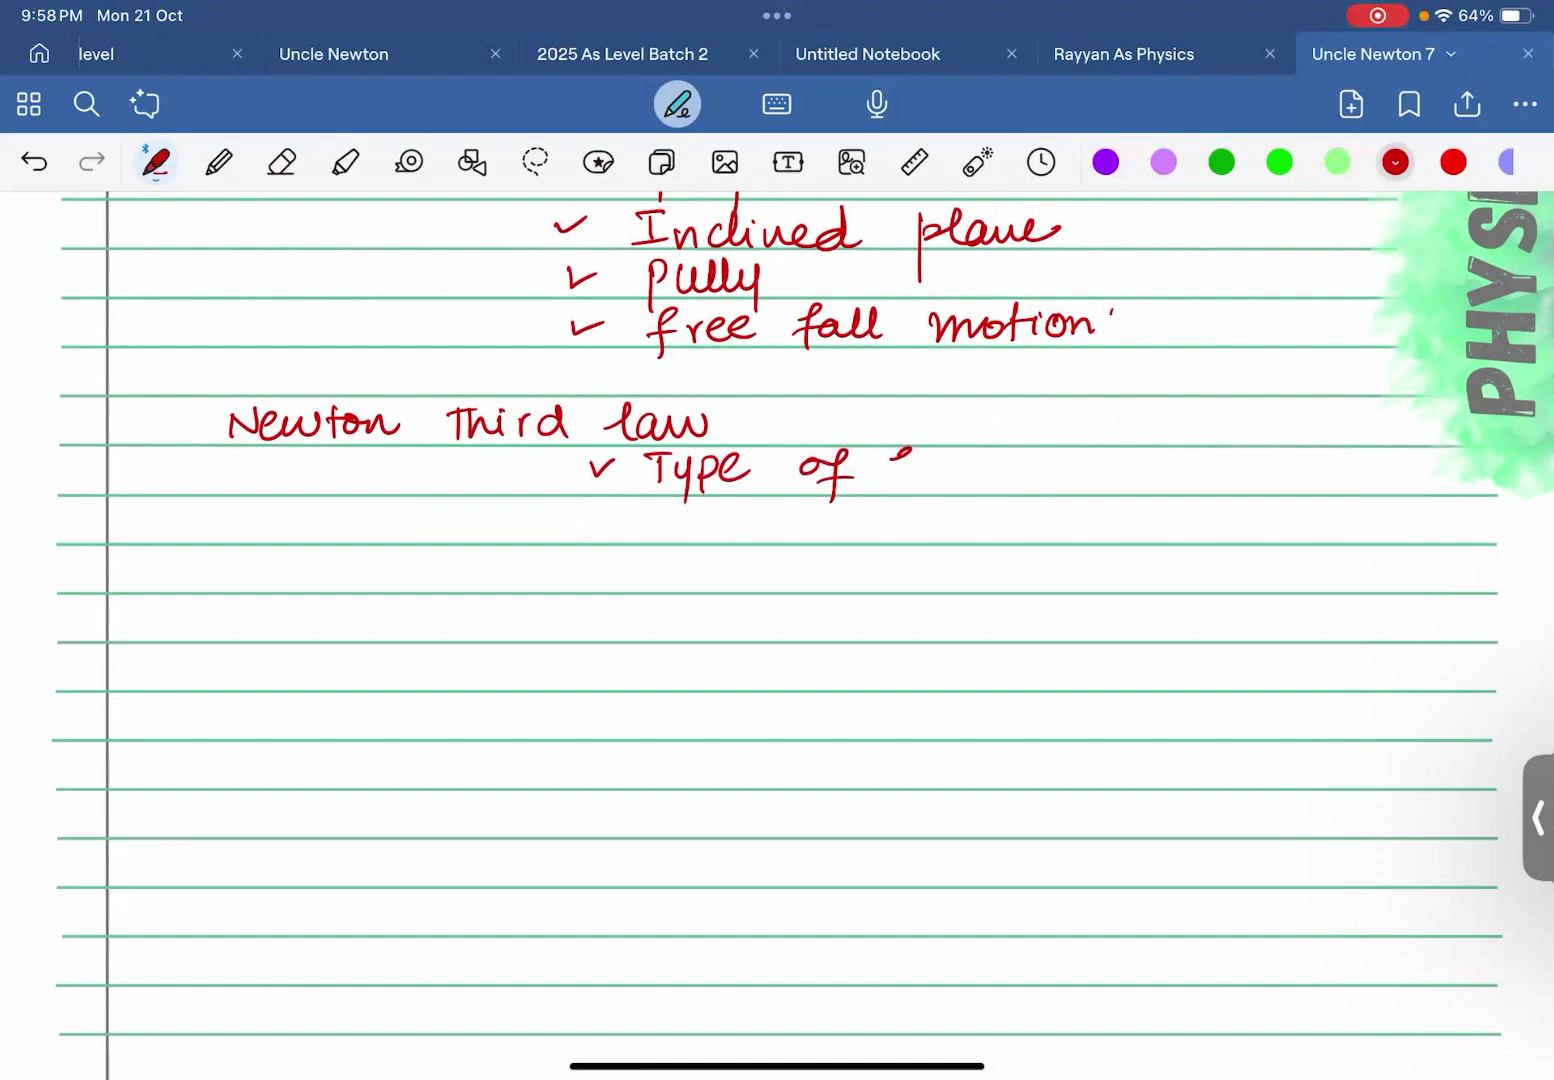 9:58 PM Mon 21 Oct
64%
level
Uncle Newton
2025 As Level Batch 2
Untitled Notebook
Rayyan As Physics
Uncle Newton 7
Inclined plane
Pully
free fall motion
Newton Third law
Type of
PHYSI